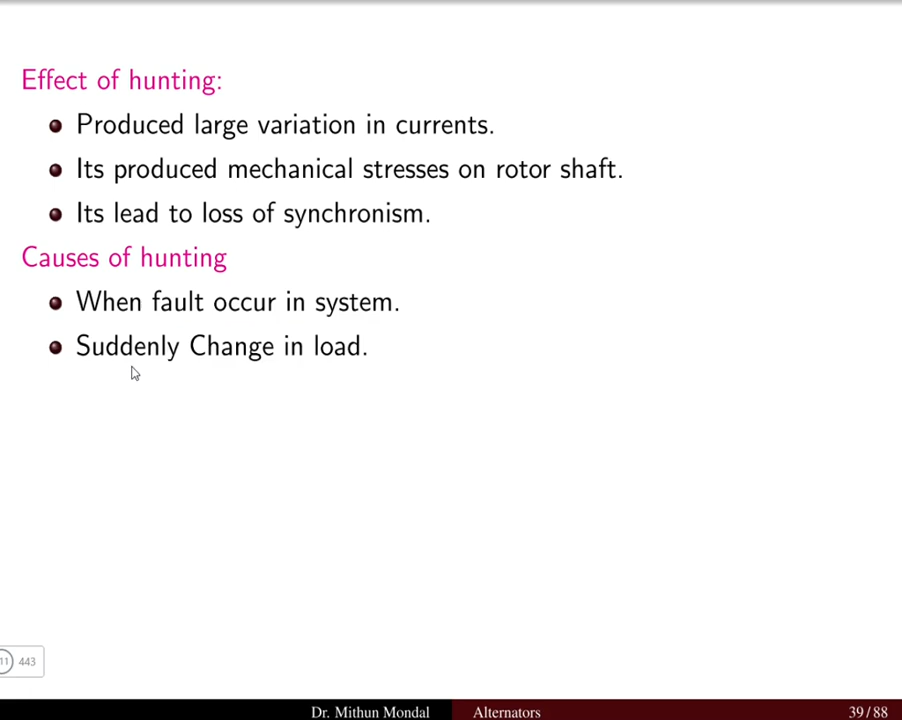 Effect of hunting:
Produced large variation in currents.
Its produced mechanical stresses on rotor shaft.
Its lead to loss of synchronism.
Causes of hunting
When fault occur in system.
Suddenly Change in load.
11 443
Dr. Mithun Mondal Alternators 39/88